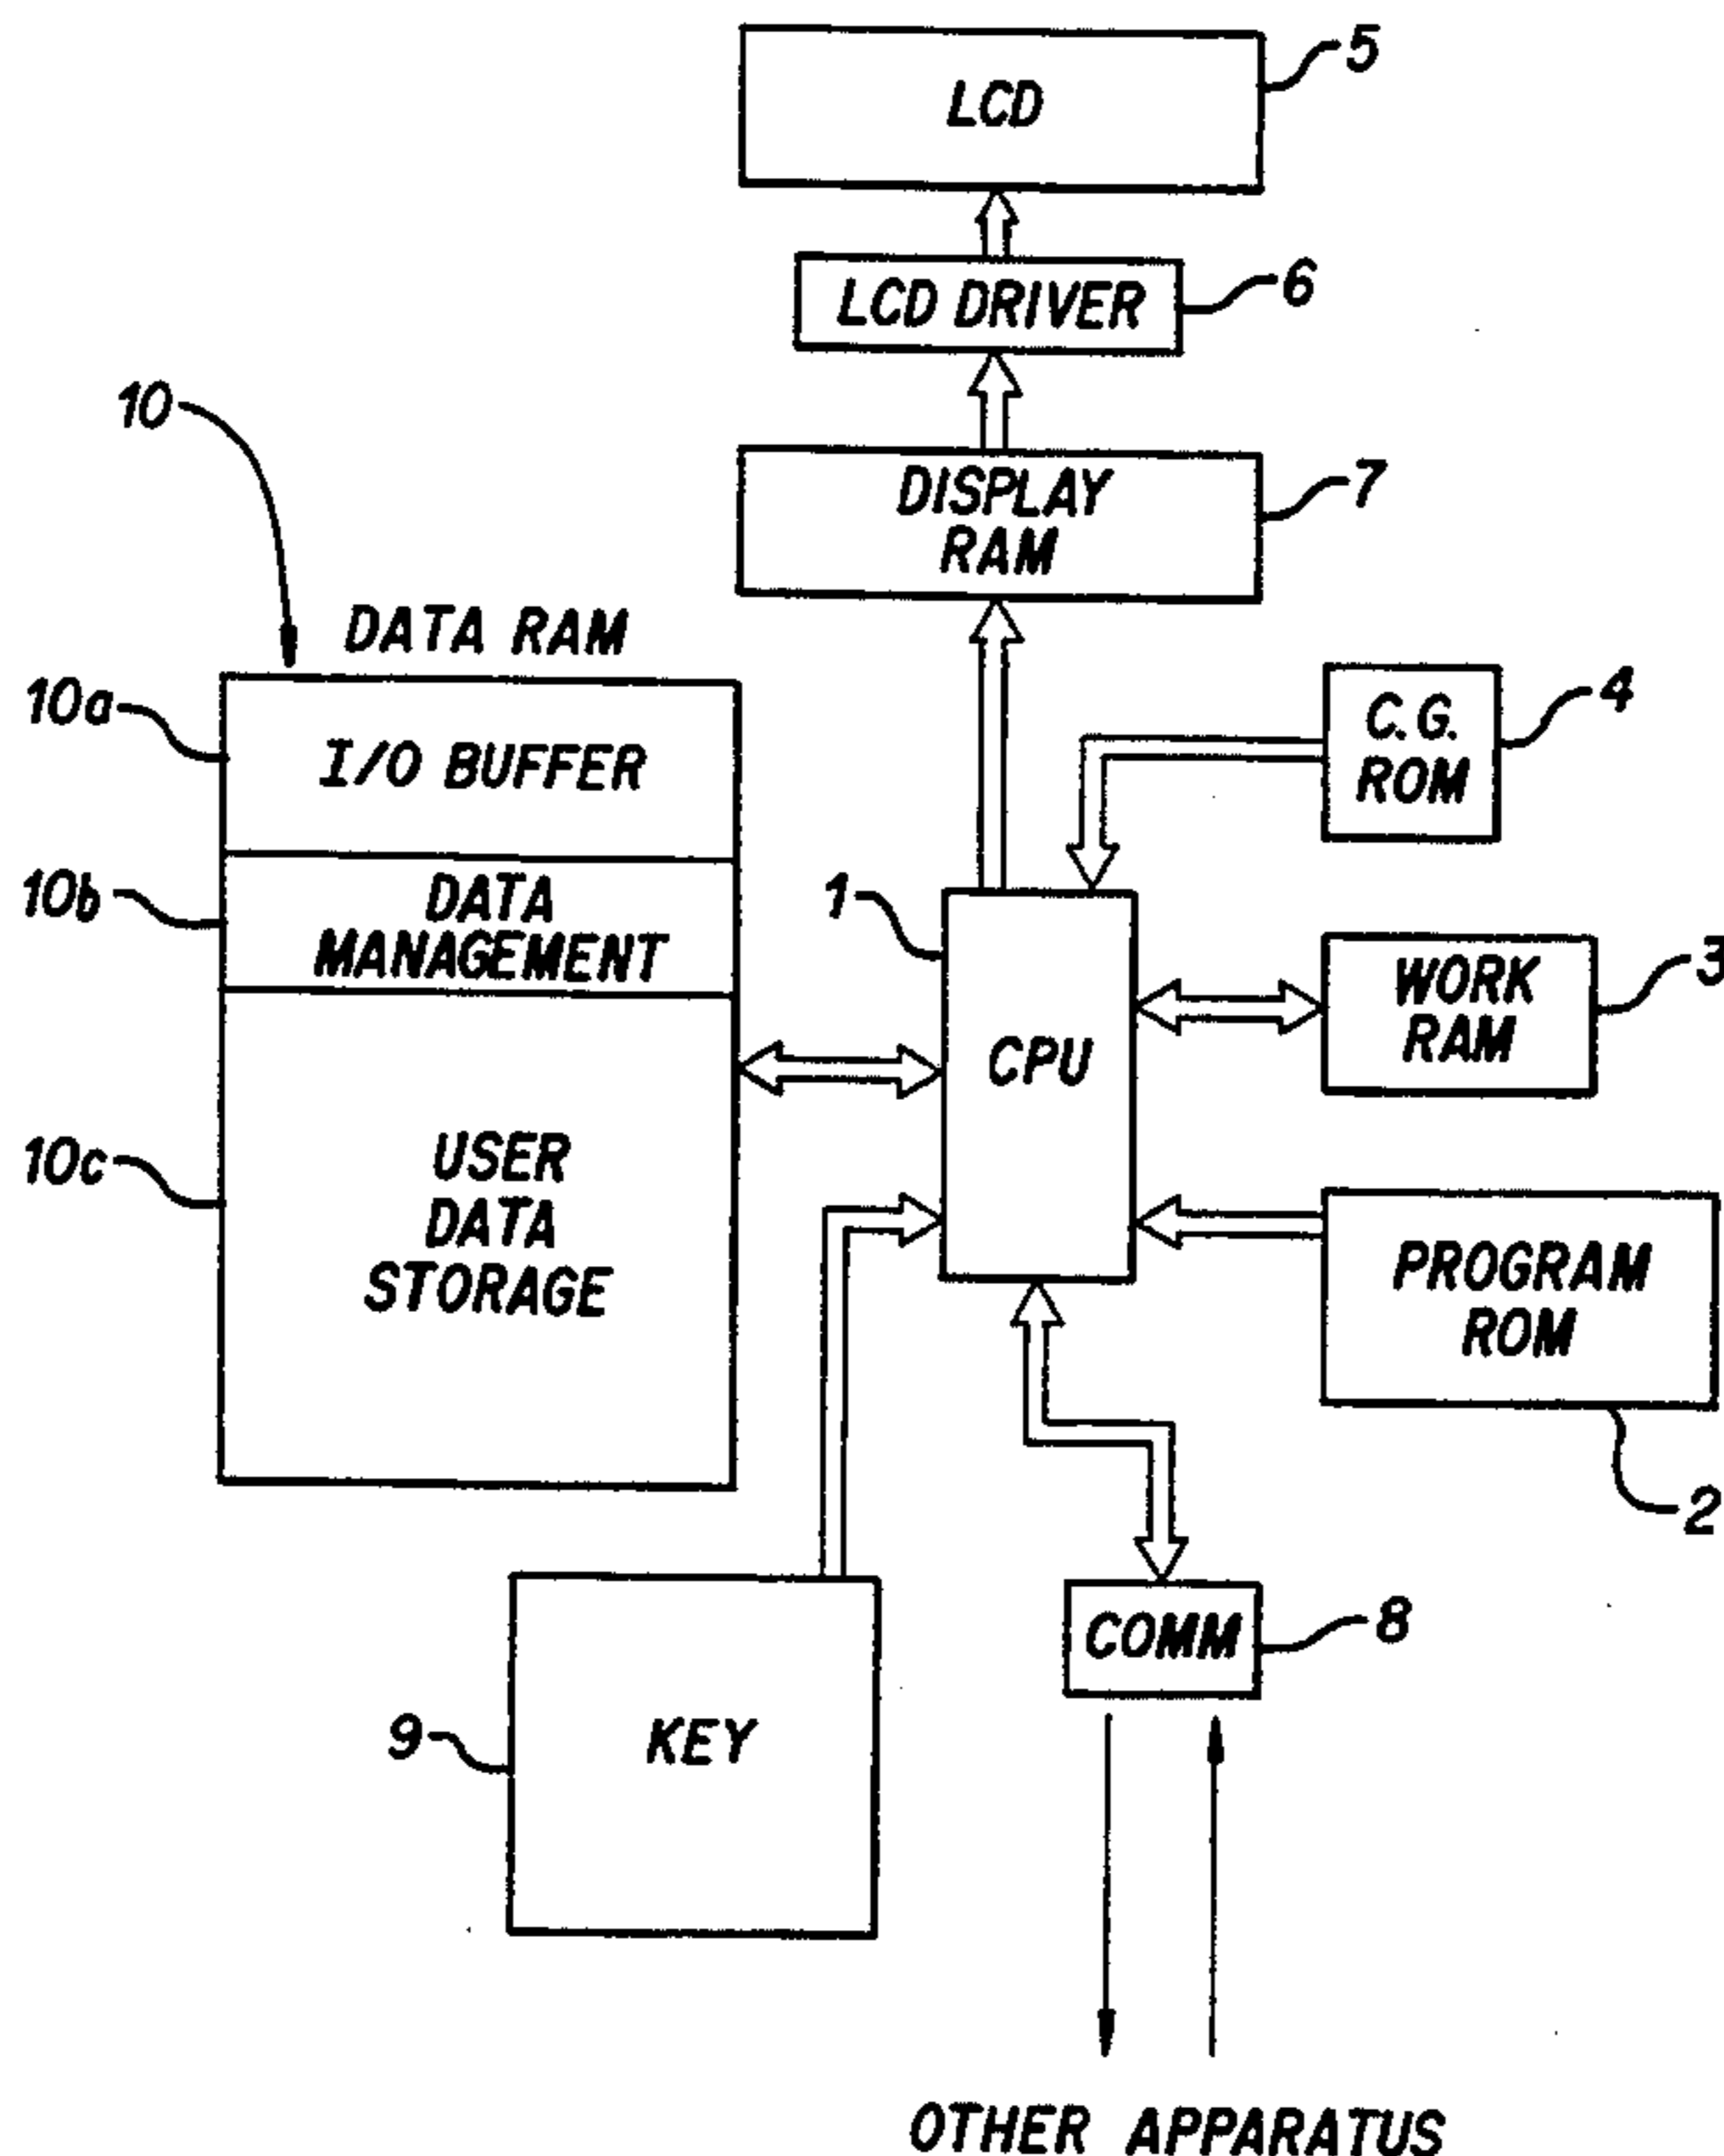 LCD
5
LCD DRIVER
6
10
DISPLAY
RAM
7
DATA RAM
10a
I/O BUFFER
C.G.
ROM
4
10b
DATA
MANAGEMENT
1
CPU
WORK
RAM
3
10c
USER
DATA
STORAGE
PROGRAM
ROM
2
COMM
8
9
KEY
OTHER APPARATUS